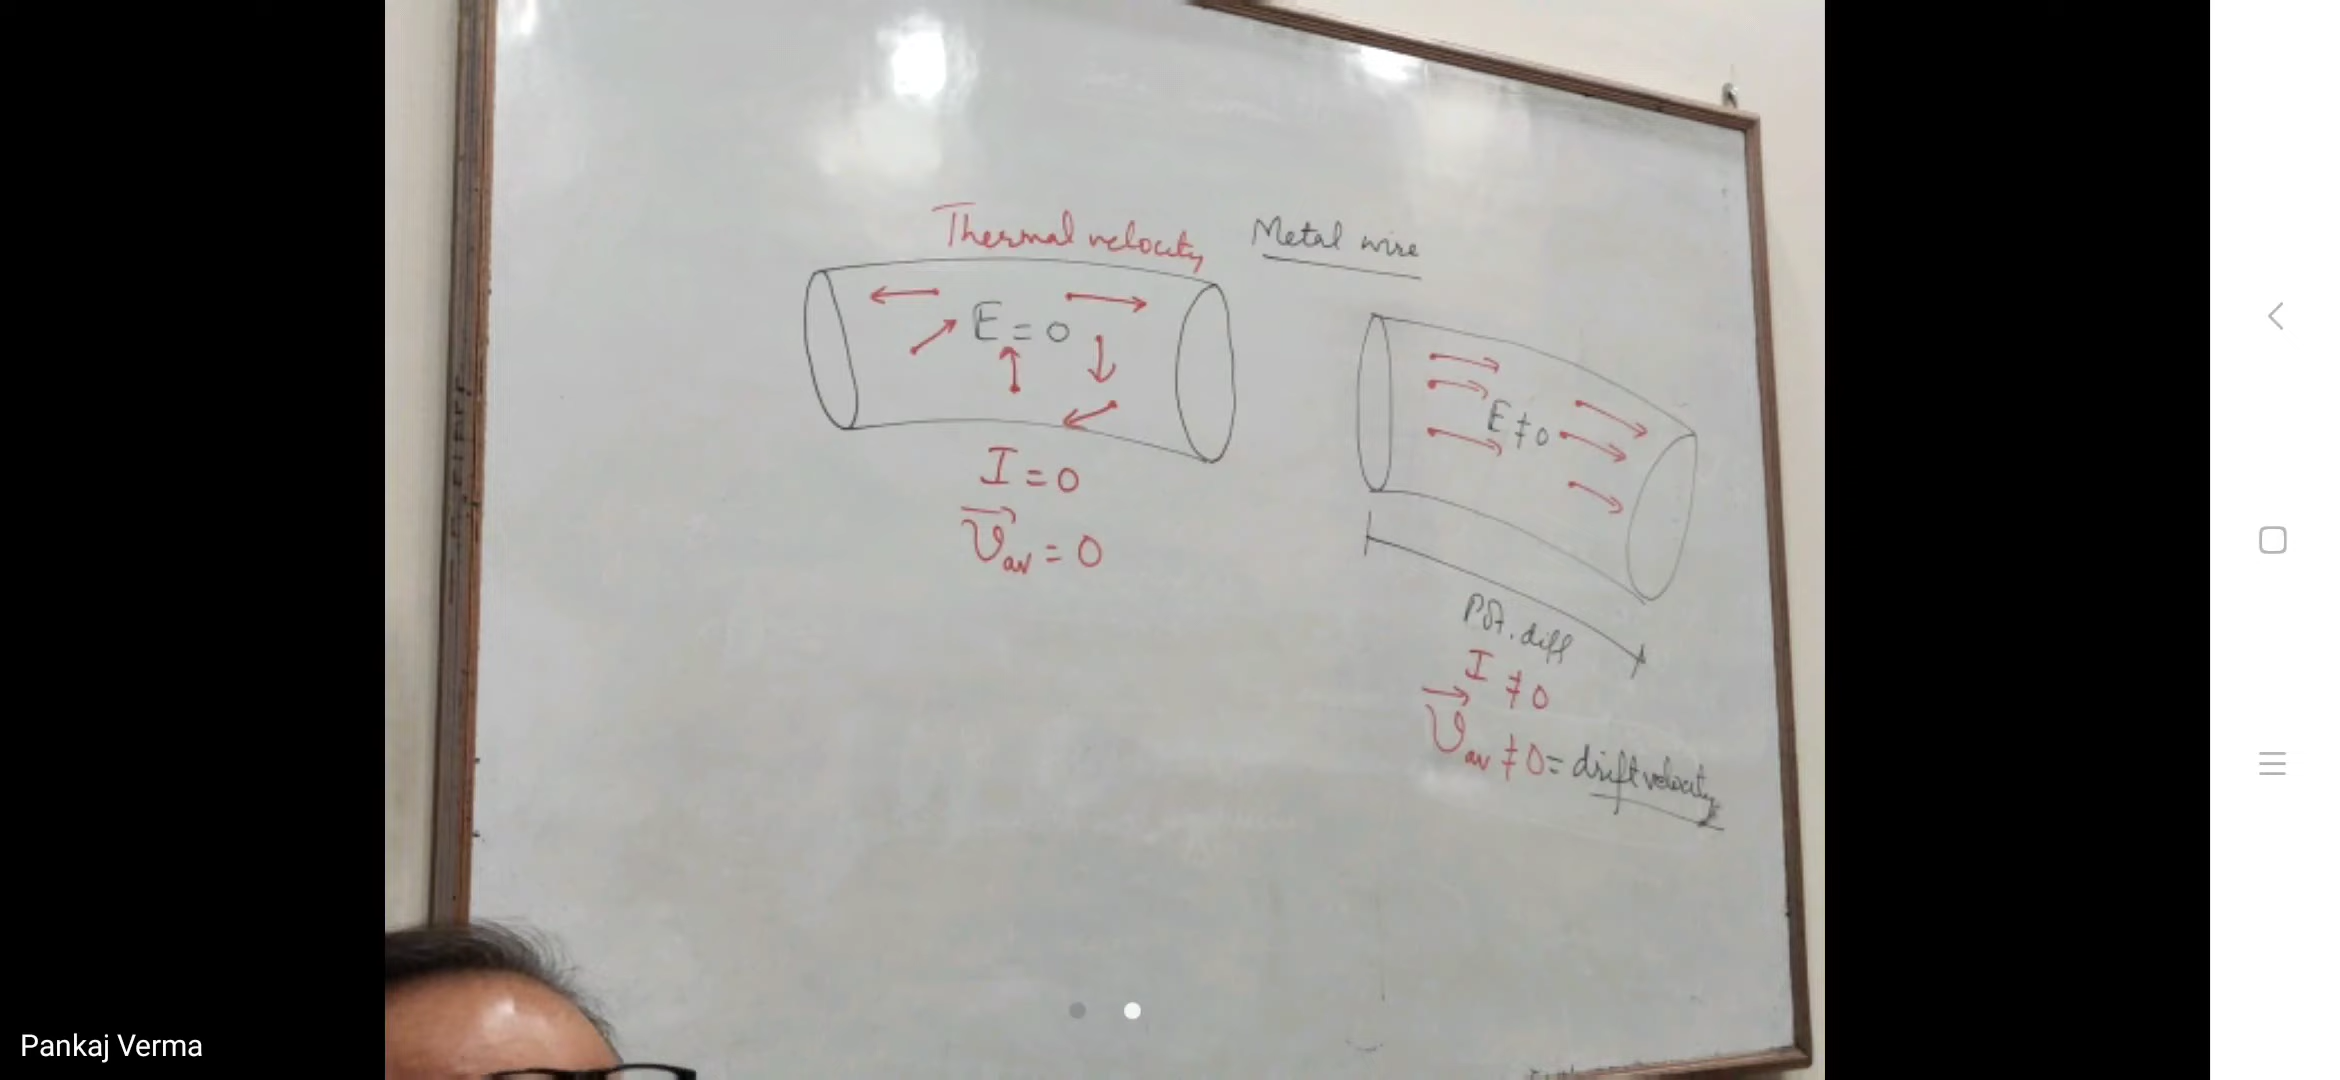 Thermal velocity Metal wire
E = 0
I = 0
V⃗av = 0
E ≠ 0
Pot. diff
I ≠ 0
V⃗av ≠ 0 = drift velocity
Pankaj Verma